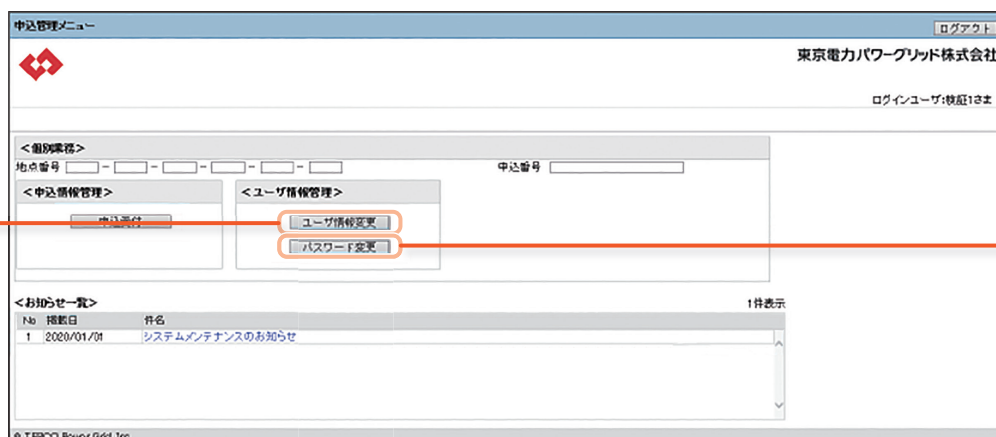 申込管理メニュー ログアウト
東京電力パワーグリッド株式会社
ログインユーザ:検証1さま
<個別業務>
地点番号 - - - - - 申込番号
<申込情報管理> <ユーザ情報管理>
申込受付 ユーザ情報変更
パスワード変更
<お知らせ一覧> 1件表示
No 掲載日 件名
1 2020/01/01 システムメンテナンスのお知らせ
© TEPCO Power Grid, Inc.